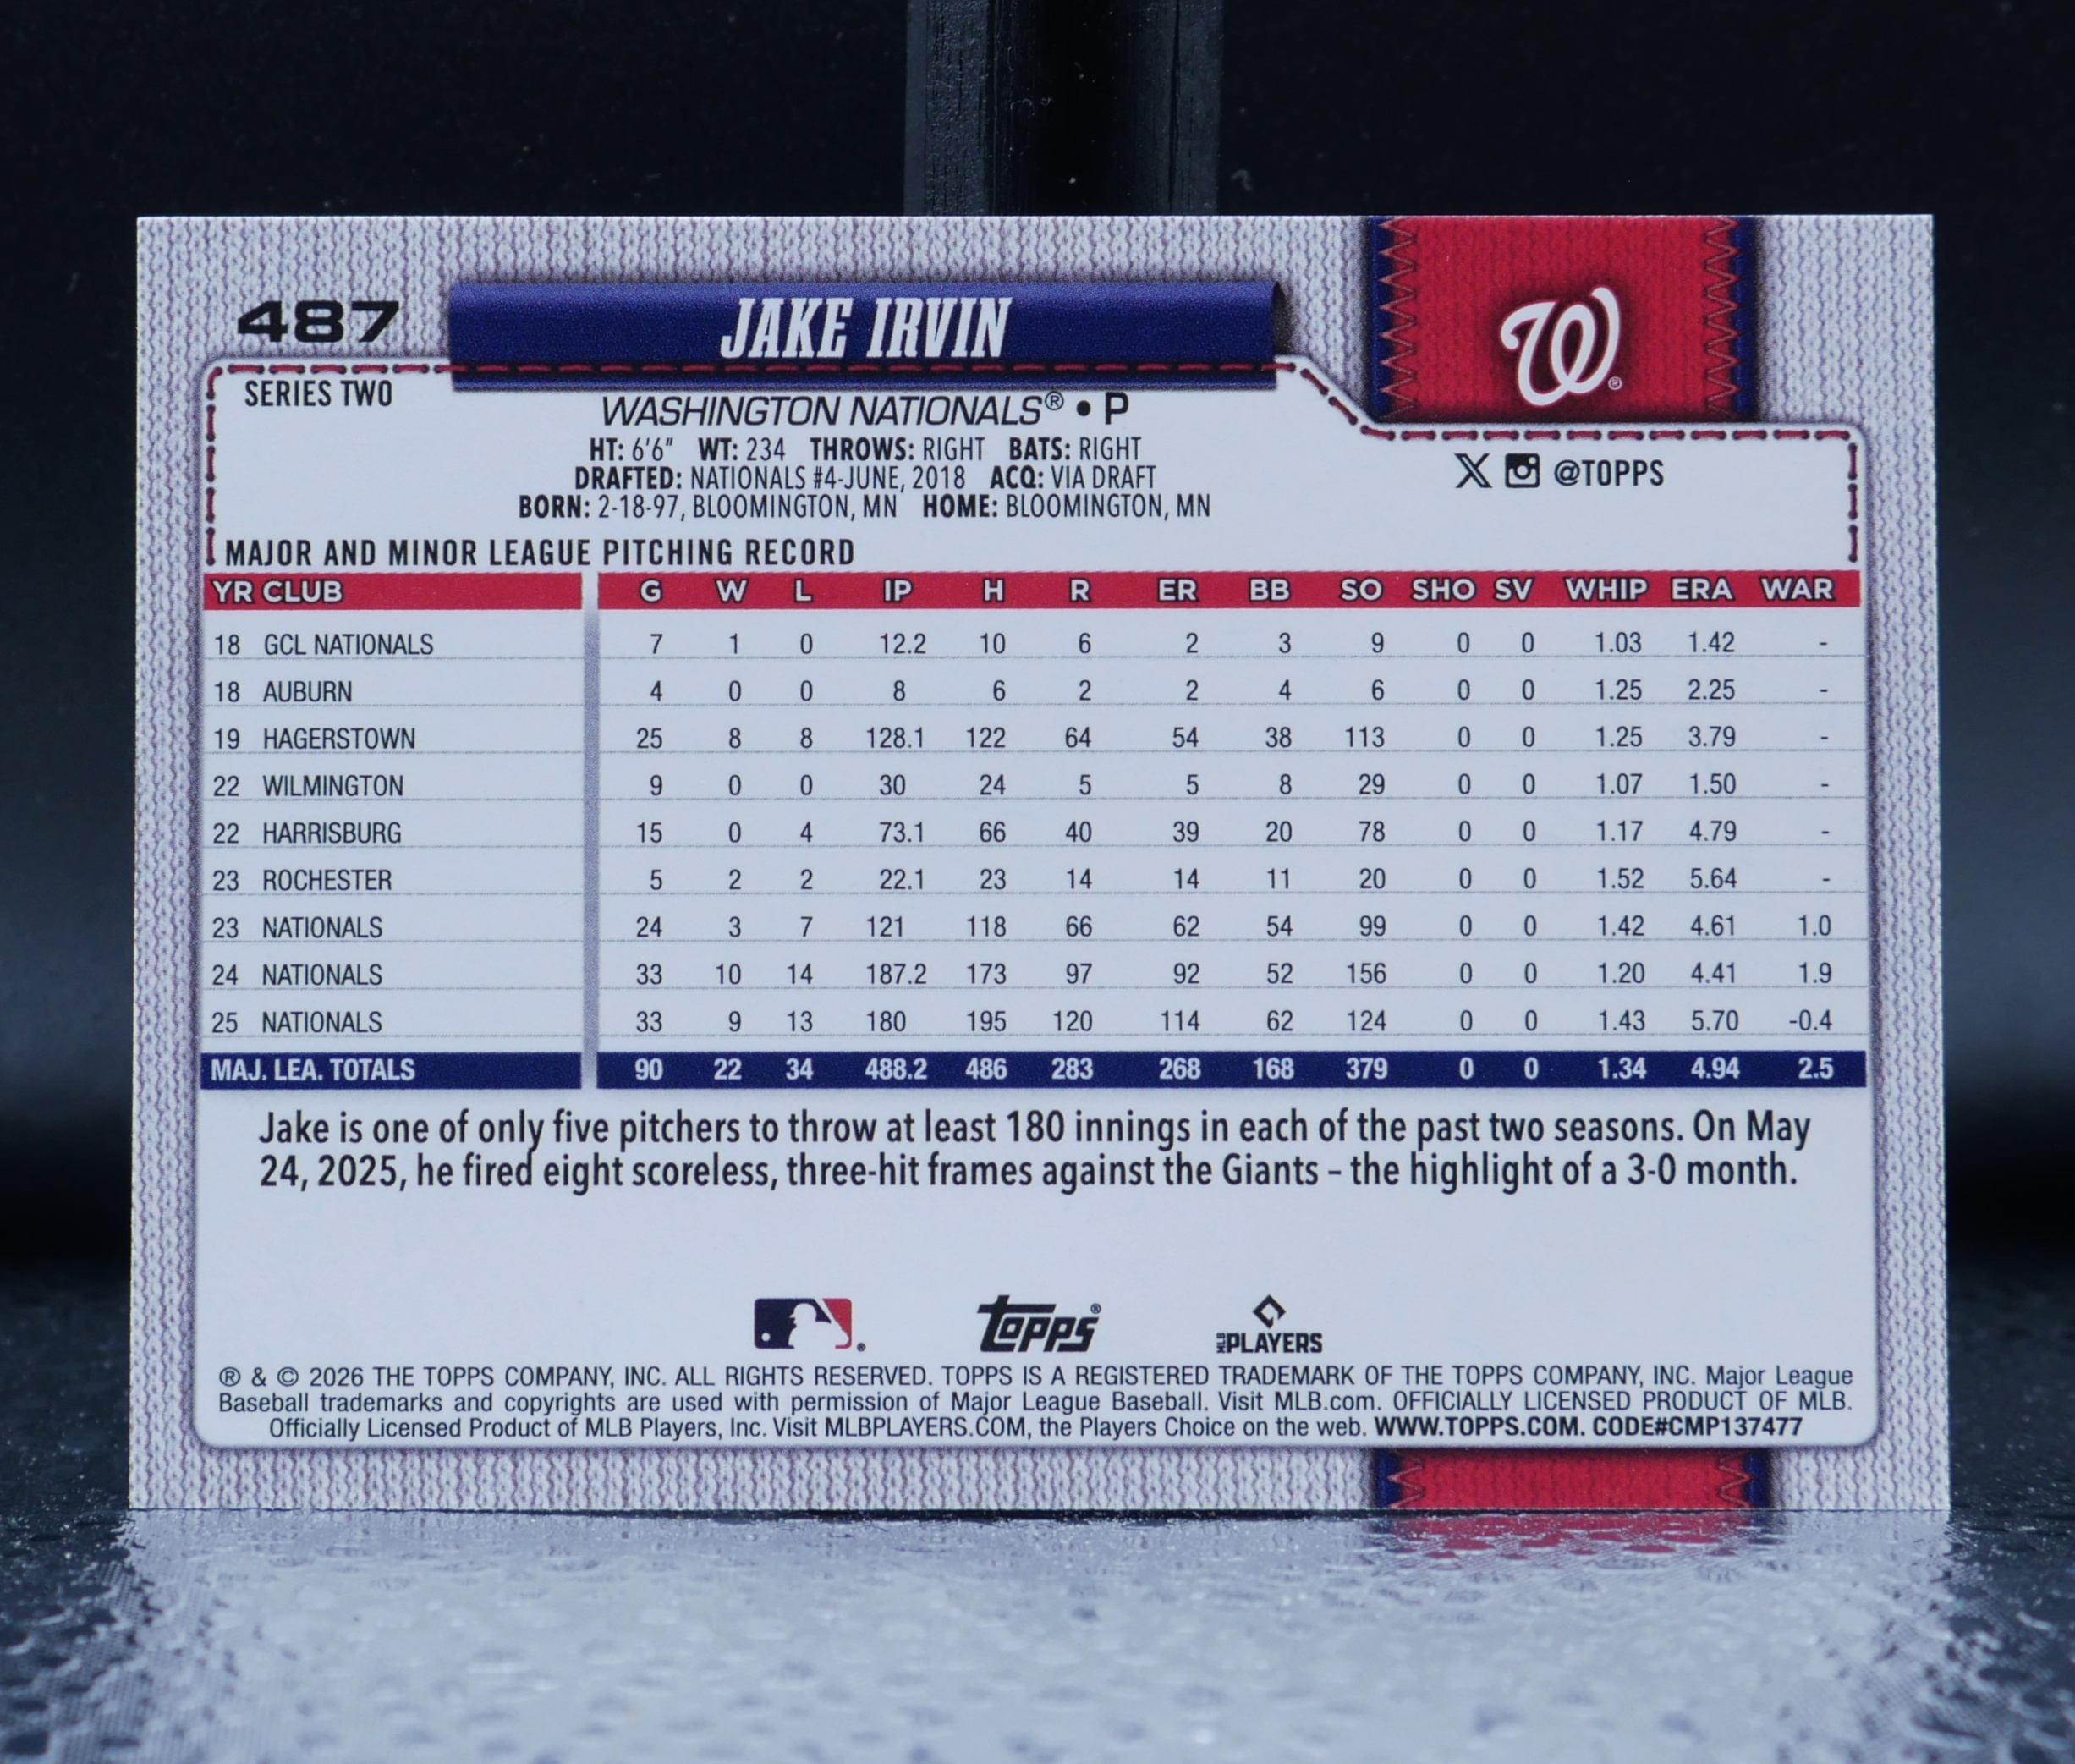 487
JAKE IRVIN
W®
SERIES TWO
WASHINGTON NATIONALS® • P
HT: 6'6" WT: 234 THROWS: RIGHT BATS: RIGHT
DRAFTED: NATIONALS #4-JUNE, 2018 ACQ: VIA DRAFT
BORN: 2-18-97, BLOOMINGTON, MN HOME: BLOOMINGTON, MN
X @TOPPS
MAJOR AND MINOR LEAGUE PITCHING RECORD
YR CLUB G W L IP H R ER BB SO SHO SV WHIP ERA WAR
18 GCL NATIONALS 7 1 0 12.2 10 6 2 3 9 0 0 1.03 1.42 -
18 AUBURN 4 0 0 8 6 2 2 4 6 0 0 1.25 2.25 -
19 HAGERSTOWN 25 8 8 128.1 122 64 54 38 113 0 0 1.25 3.79 -
22 WILMINGTON 9 0 0 30 24 5 5 8 29 0 0 1.07 1.50 -
22 HARRISBURG 15 0 4 73.1 66 40 39 20 78 0 0 1.17 4.79 -
23 ROCHESTER 5 2 2 22.1 23 14 14 11 20 0 0 1.52 5.64 -
23 NATIONALS 24 3 7 121 118 66 62 54 99 0 0 1.42 4.61 1.0
24 NATIONALS 33 10 14 187.2 173 97 92 52 156 0 0 1.20 4.41 1.9
25 NATIONALS 33 9 13 180 195 120 114 62 124 0 0 1.43 5.70 -0.4
MAJ. LEA. TOTALS 90 22 34 488.2 486 283 268 168 379 0 0 1.34 4.94 2.5
Jake is one of only five pitchers to throw at least 180 innings in each of the past two seasons. On May
24, 2025, he fired eight scoreless, three-hit frames against the Giants – the highlight of a 3-0 month.
topps® MLB PLAYERS
® & © 2026 THE TOPPS COMPANY, INC. ALL RIGHTS RESERVED. TOPPS IS A REGISTERED TRADEMARK OF THE TOPPS COMPANY, INC. Major League
Baseball trademarks and copyrights are used with permission of Major League Baseball. Visit MLB.com. OFFICIALLY LICENSED PRODUCT OF MLB.
Officially Licensed Product of MLB Players, Inc. Visit MLBPLAYERS.COM, the Players Choice on the web. WWW.TOPPS.COM. CODE#CMP137477